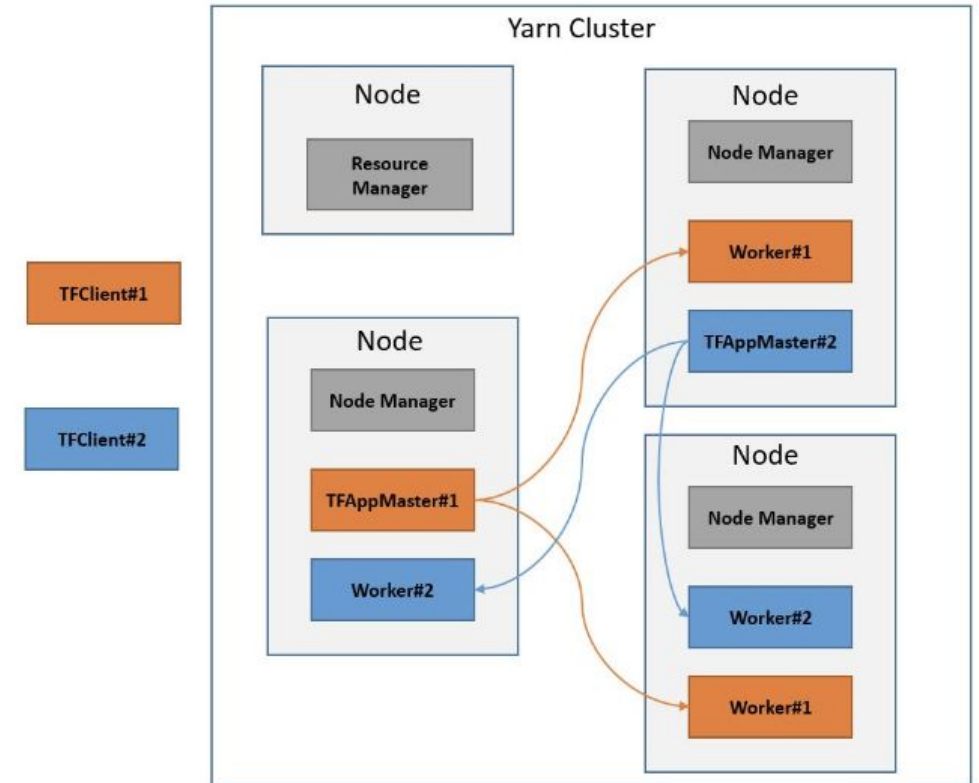 Yarn Cluster
Node
Resource
Manager
Node
Node Manager
Worker#1
TFAppMaster#2
TFClient#1
TFClient#2
Node
Node Manager
TFAppMaster#1
Worker#2
Node
Node Manager
Worker#2
Worker#1